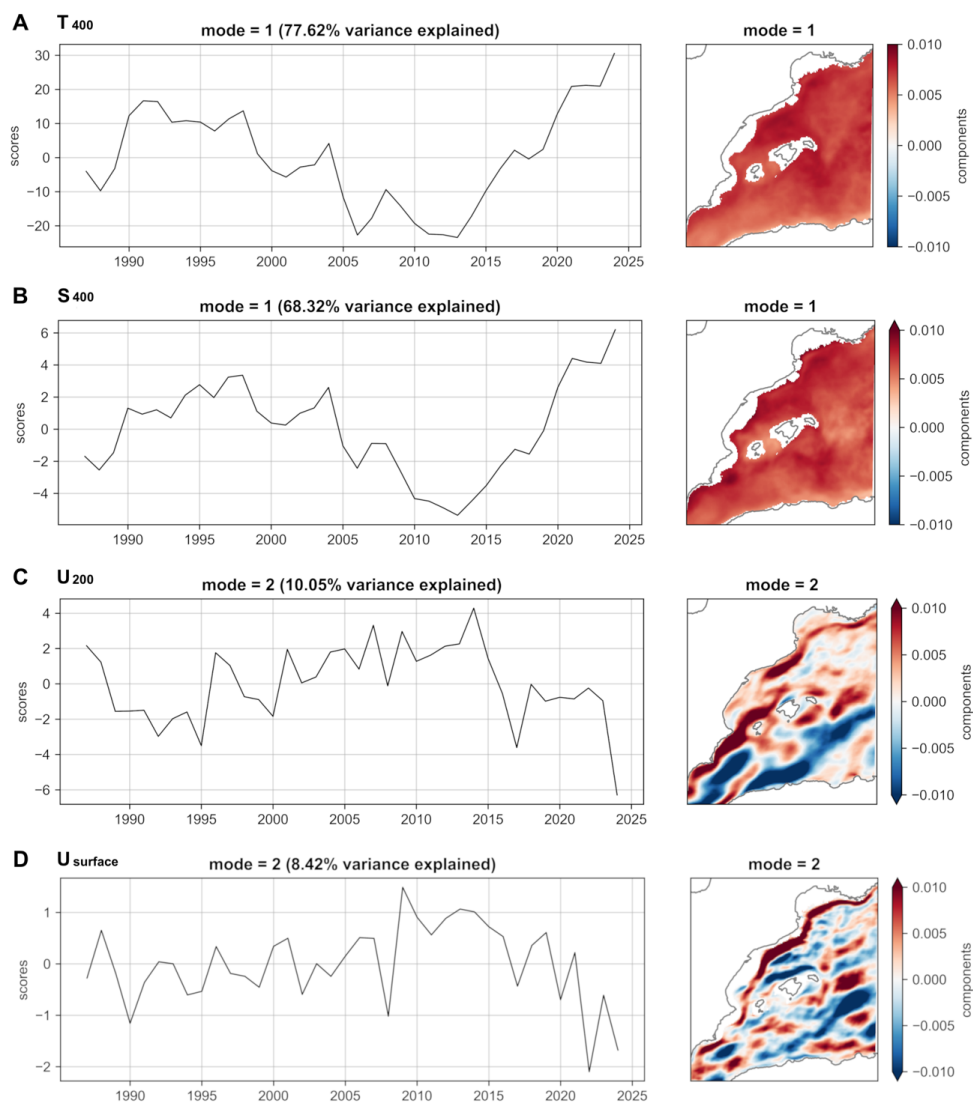 A T 400
mode = 1 (77.62% variance explained)
mode = 1
scores
30
20
10
0
−10
−20
1990 1995 2000 2005 2010 2015 2020 2025
0.010
0.005
0.000
−0.005
−0.010
components
B S 400
mode = 1 (68.32% variance explained)
mode = 1
scores
6
4
2
0
−2
−4
1990 1995 2000 2005 2010 2015 2020 2025
0.010
0.005
0.000
−0.005
−0.010
components
C U 200
mode = 2 (10.05% variance explained)
mode = 2
scores
4
2
0
−2
−4
−6
1990 1995 2000 2005 2010 2015 2020 2025
0.010
0.005
0.000
−0.005
−0.010
components
D U surface
mode = 2 (8.42% variance explained)
mode = 2
scores
1
0
−1
−2
1990 1995 2000 2005 2010 2015 2020 2025
0.010
0.005
0.000
−0.005
−0.010
components